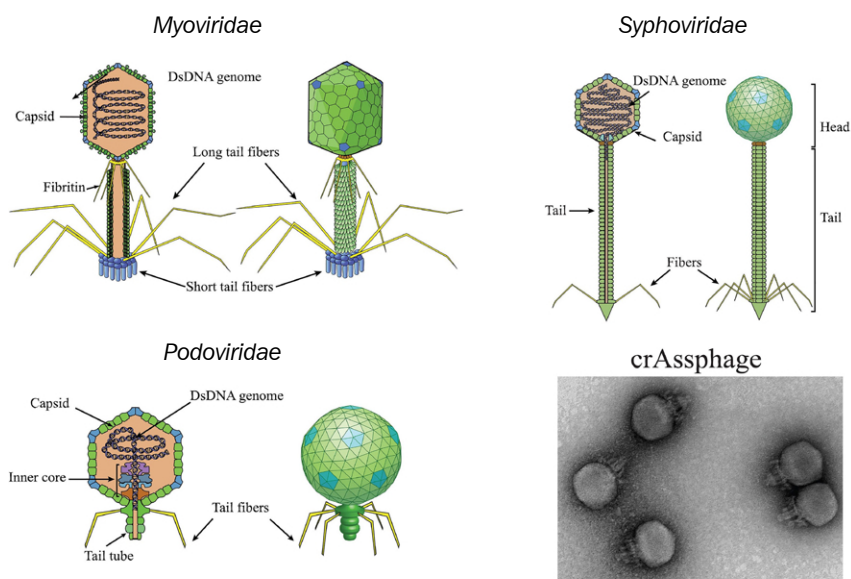 Myoviridae
DsDNA genome
Capsid
Long tail fibers
Fibritin
Short tail fibers
Syphoviridae
DsDNA genome
Capsid
Head
Tail
Tail
Fibers
Podoviridae
DsDNA genome
Capsid
Inner core
Tail fibers
Tail tube
crAssphage